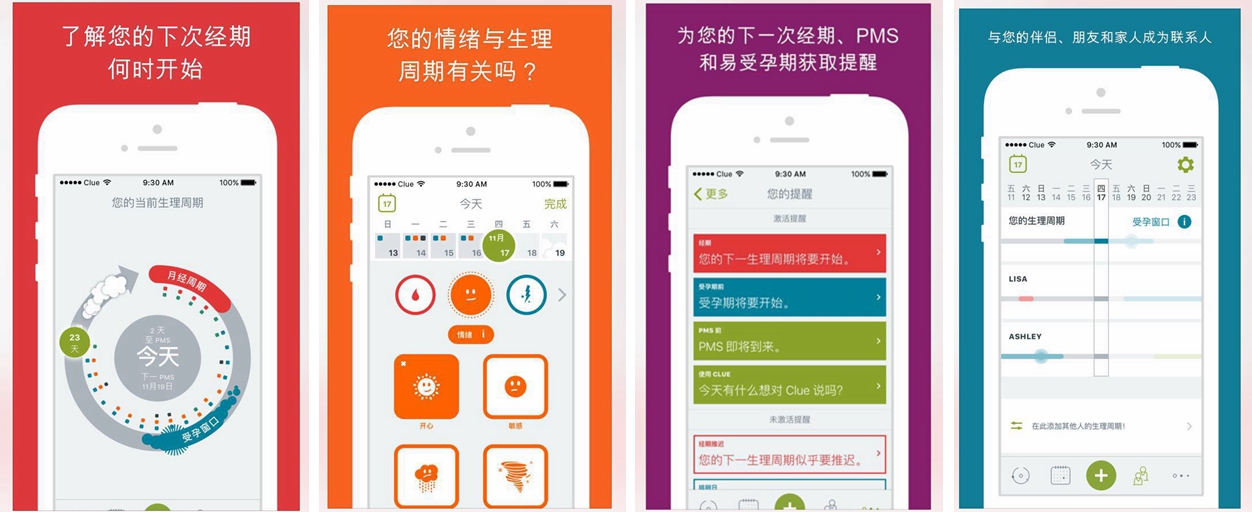 了解您的下次经期
何时开始
Clue
9:30 AM
100%
您的当前生理周期
月经周期
23
天
2 天
至 PMS
今天
下一 PMS
11月19日
受孕窗口
您的情绪与生理
周期有关吗？
Clue
9:30 AM
100%
17
今天
完成
日 一 二 三 四 五 六
11月
13 14 15 16 17 18 19
情绪 i
开心
敏感
为您的下一次经期、PMS
和易受孕期获取提醒
Clue
9:30 AM
100%
更多
您的提醒
激活提醒
经期
您的下一生理周期将要开始。
受孕期前
受孕期将要开始。
PMS 前
PMS 即将到来。
使用 CLUE
今天有什么想对 Clue 说吗?
未激活提醒
经期推迟
您的下一生理周期似乎要推迟。
与您的伴侣、朋友和家人成为联系人
Clue
9:30 AM
100%
17
今天
五 六 日 一 二 三 四 五 六 日 一 二 三
11 12 13 14 15 16 17 18 19 20 21 22 23
您的生理周期
受孕窗口 i
LISA
ASHLEY
在此添加其他人的生理周期!